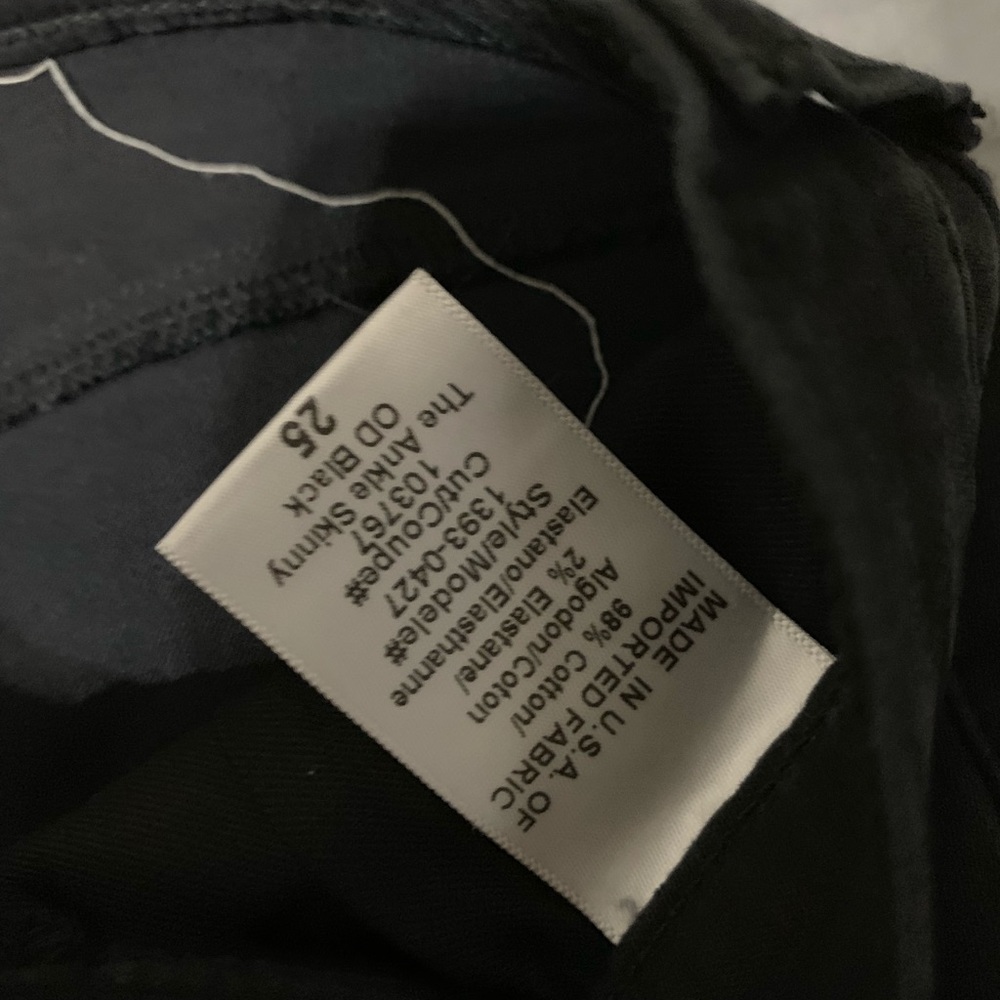 MADE IN U.S.A. OF
IMPORTED FABRIC
98% Cotton/
Algodon/Coton
2% Elastane/
Elastano/Elasthanne
Style/Modele#
1393-0427
Cut/Coupe#
10376L
The Ankle Skinny
OD Black
25